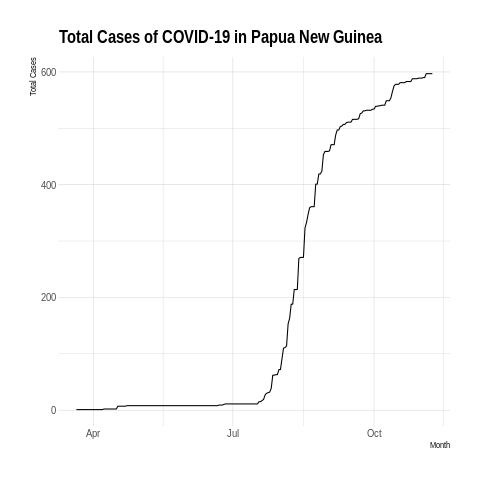 Total Cases of COVID-19 in Papua New Guinea
Total Cases
600
400
200
0
Apr
Jul
Oct
Month